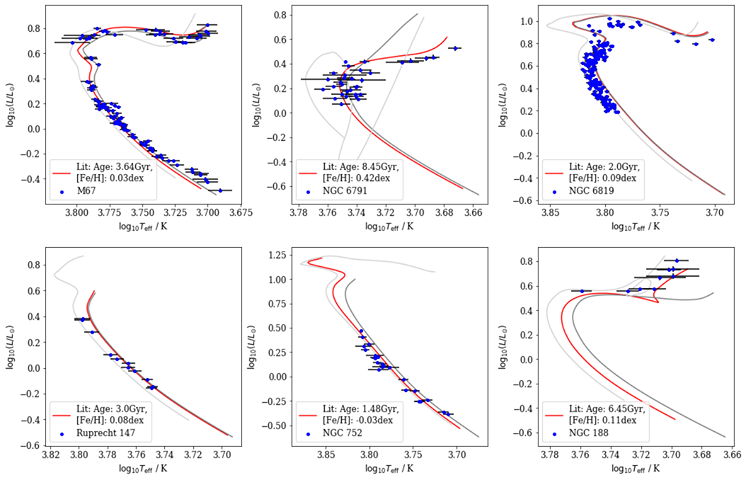 log₁₀(L/L⊙)
0.8
0.6
0.4
0.2
0.0
−0.2
−0.4
Lit: Age: 3.64Gyr,
[Fe/H]: 0.03dex
M67
3.800 3.775 3.750 3.725 3.700 3.675
log₁₀Teff / K
log₁₀(L/L⊙)
0.8
0.6
0.4
0.2
0.0
−0.2
−0.4
−0.6
Lit: Age: 8.45Gyr,
[Fe/H]: 0.42dex
NGC 6791
3.78 3.76 3.74 3.72 3.70 3.68 3.66
log₁₀Teff / K
log₁₀(L/L⊙)
1.0
0.8
0.6
0.4
0.2
0.0
−0.2
−0.4
−0.6
Lit: Age: 2.0Gyr,
[Fe/H]: 0.09dex
NGC 6819
3.85 3.80 3.75 3.70
log₁₀Teff / K
log₁₀(L/L⊙)
0.8
0.6
0.4
0.2
0.0
−0.2
−0.4
−0.6
Lit: Age: 3.0Gyr,
[Fe/H]: 0.08dex
Ruprecht 147
3.82 3.80 3.78 3.76 3.74 3.72 3.70
log₁₀Teff / K
log₁₀(L/L⊙)
1.25
1.00
0.75
0.50
0.25
0.00
−0.25
−0.50
Lit: Age: 1.48Gyr,
[Fe/H]: -0.03dex
NGC 752
3.85 3.80 3.75 3.70
log₁₀Teff / K
log₁₀(L/L⊙)
0.8
0.6
0.4
0.2
0.0
−0.2
−0.4
−0.6
Lit: Age: 6.45Gyr,
[Fe/H]: 0.11dex
NGC 188
3.78 3.76 3.74 3.72 3.70 3.68 3.66
log₁₀Teff / K